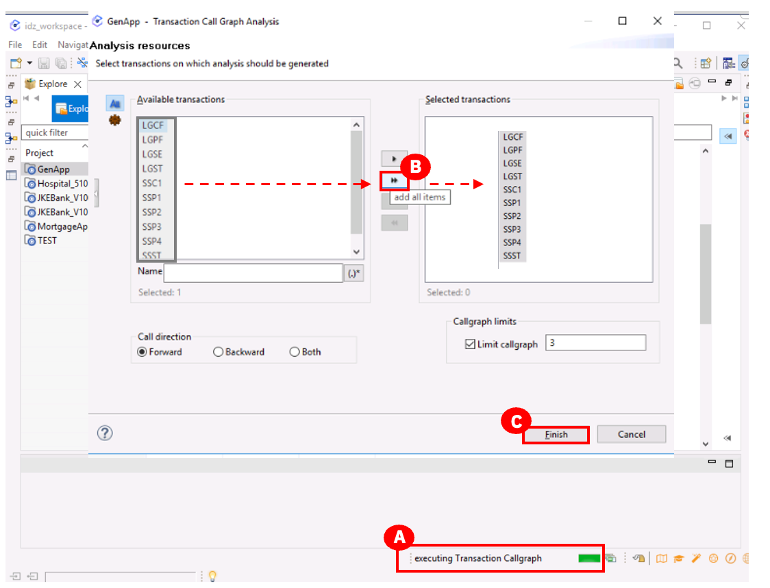 idz_workspace -
GenApp - Transaction Call Graph Analysis
File Edit Navigat
Analysis resources
Select transactions on which analysis should be generated
Explore
Explo
quick filter
Project
GenApp
Hospital_510
JKEBank_V10
JKEBank_V10
MortgageAp
TEST
Available transactions
LGCF
LGPF
LGSE
LGST
SSC1
SSP1
SSP2
SSP3
SSP4
SSST
Name
(.)*
Selected: 1
B
add all items
Selected transactions
LGCF
LGPF
LGSE
LGST
SSC1
SSP1
SSP2
SSP3
SSP4
SSST
Selected: 0
Call direction
Forward Backward Both
Callgraph limits
Limit callgraph 3
C
Finish Cancel
A
executing Transaction Callgraph